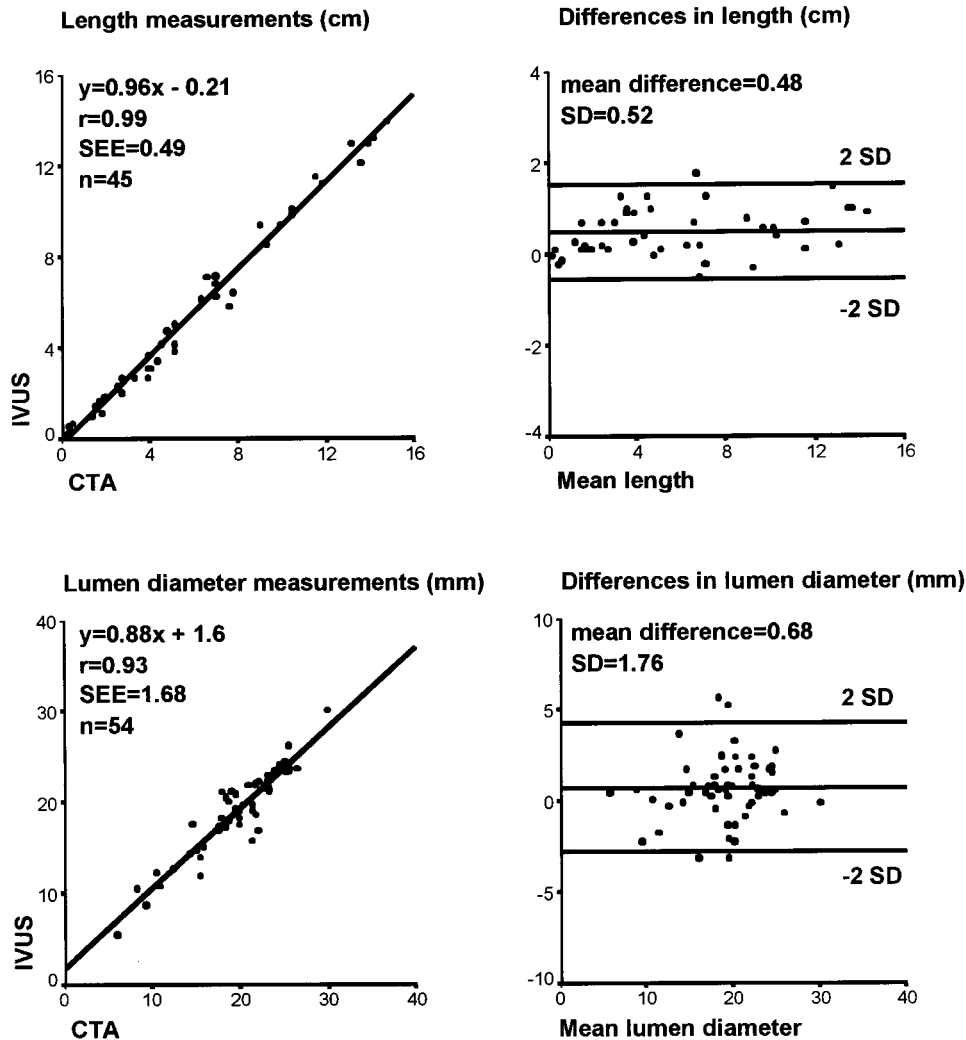 Length measurements (cm)
16
12
8
4
0
y=0.96x - 0.21
r=0.99
SEE=0.49
n=45
IVUS
0 4 8 12 16
CTA
Differences in length (cm)
4
2
0
-2
-4
mean difference=0.48
SD=0.52
2 SD
-2 SD
0 4 8 12 16
Mean length
Lumen diameter measurements (mm)
40
30
20
10
0
y=0.88x + 1.6
r=0.93
SEE=1.68
n=54
IVUS
0 10 20 30 40
CTA
Differences in lumen diameter (mm)
10
5
0
-5
-10
mean difference=0.68
SD=1.76
2 SD
-2 SD
0 10 20 30 40
Mean lumen diameter